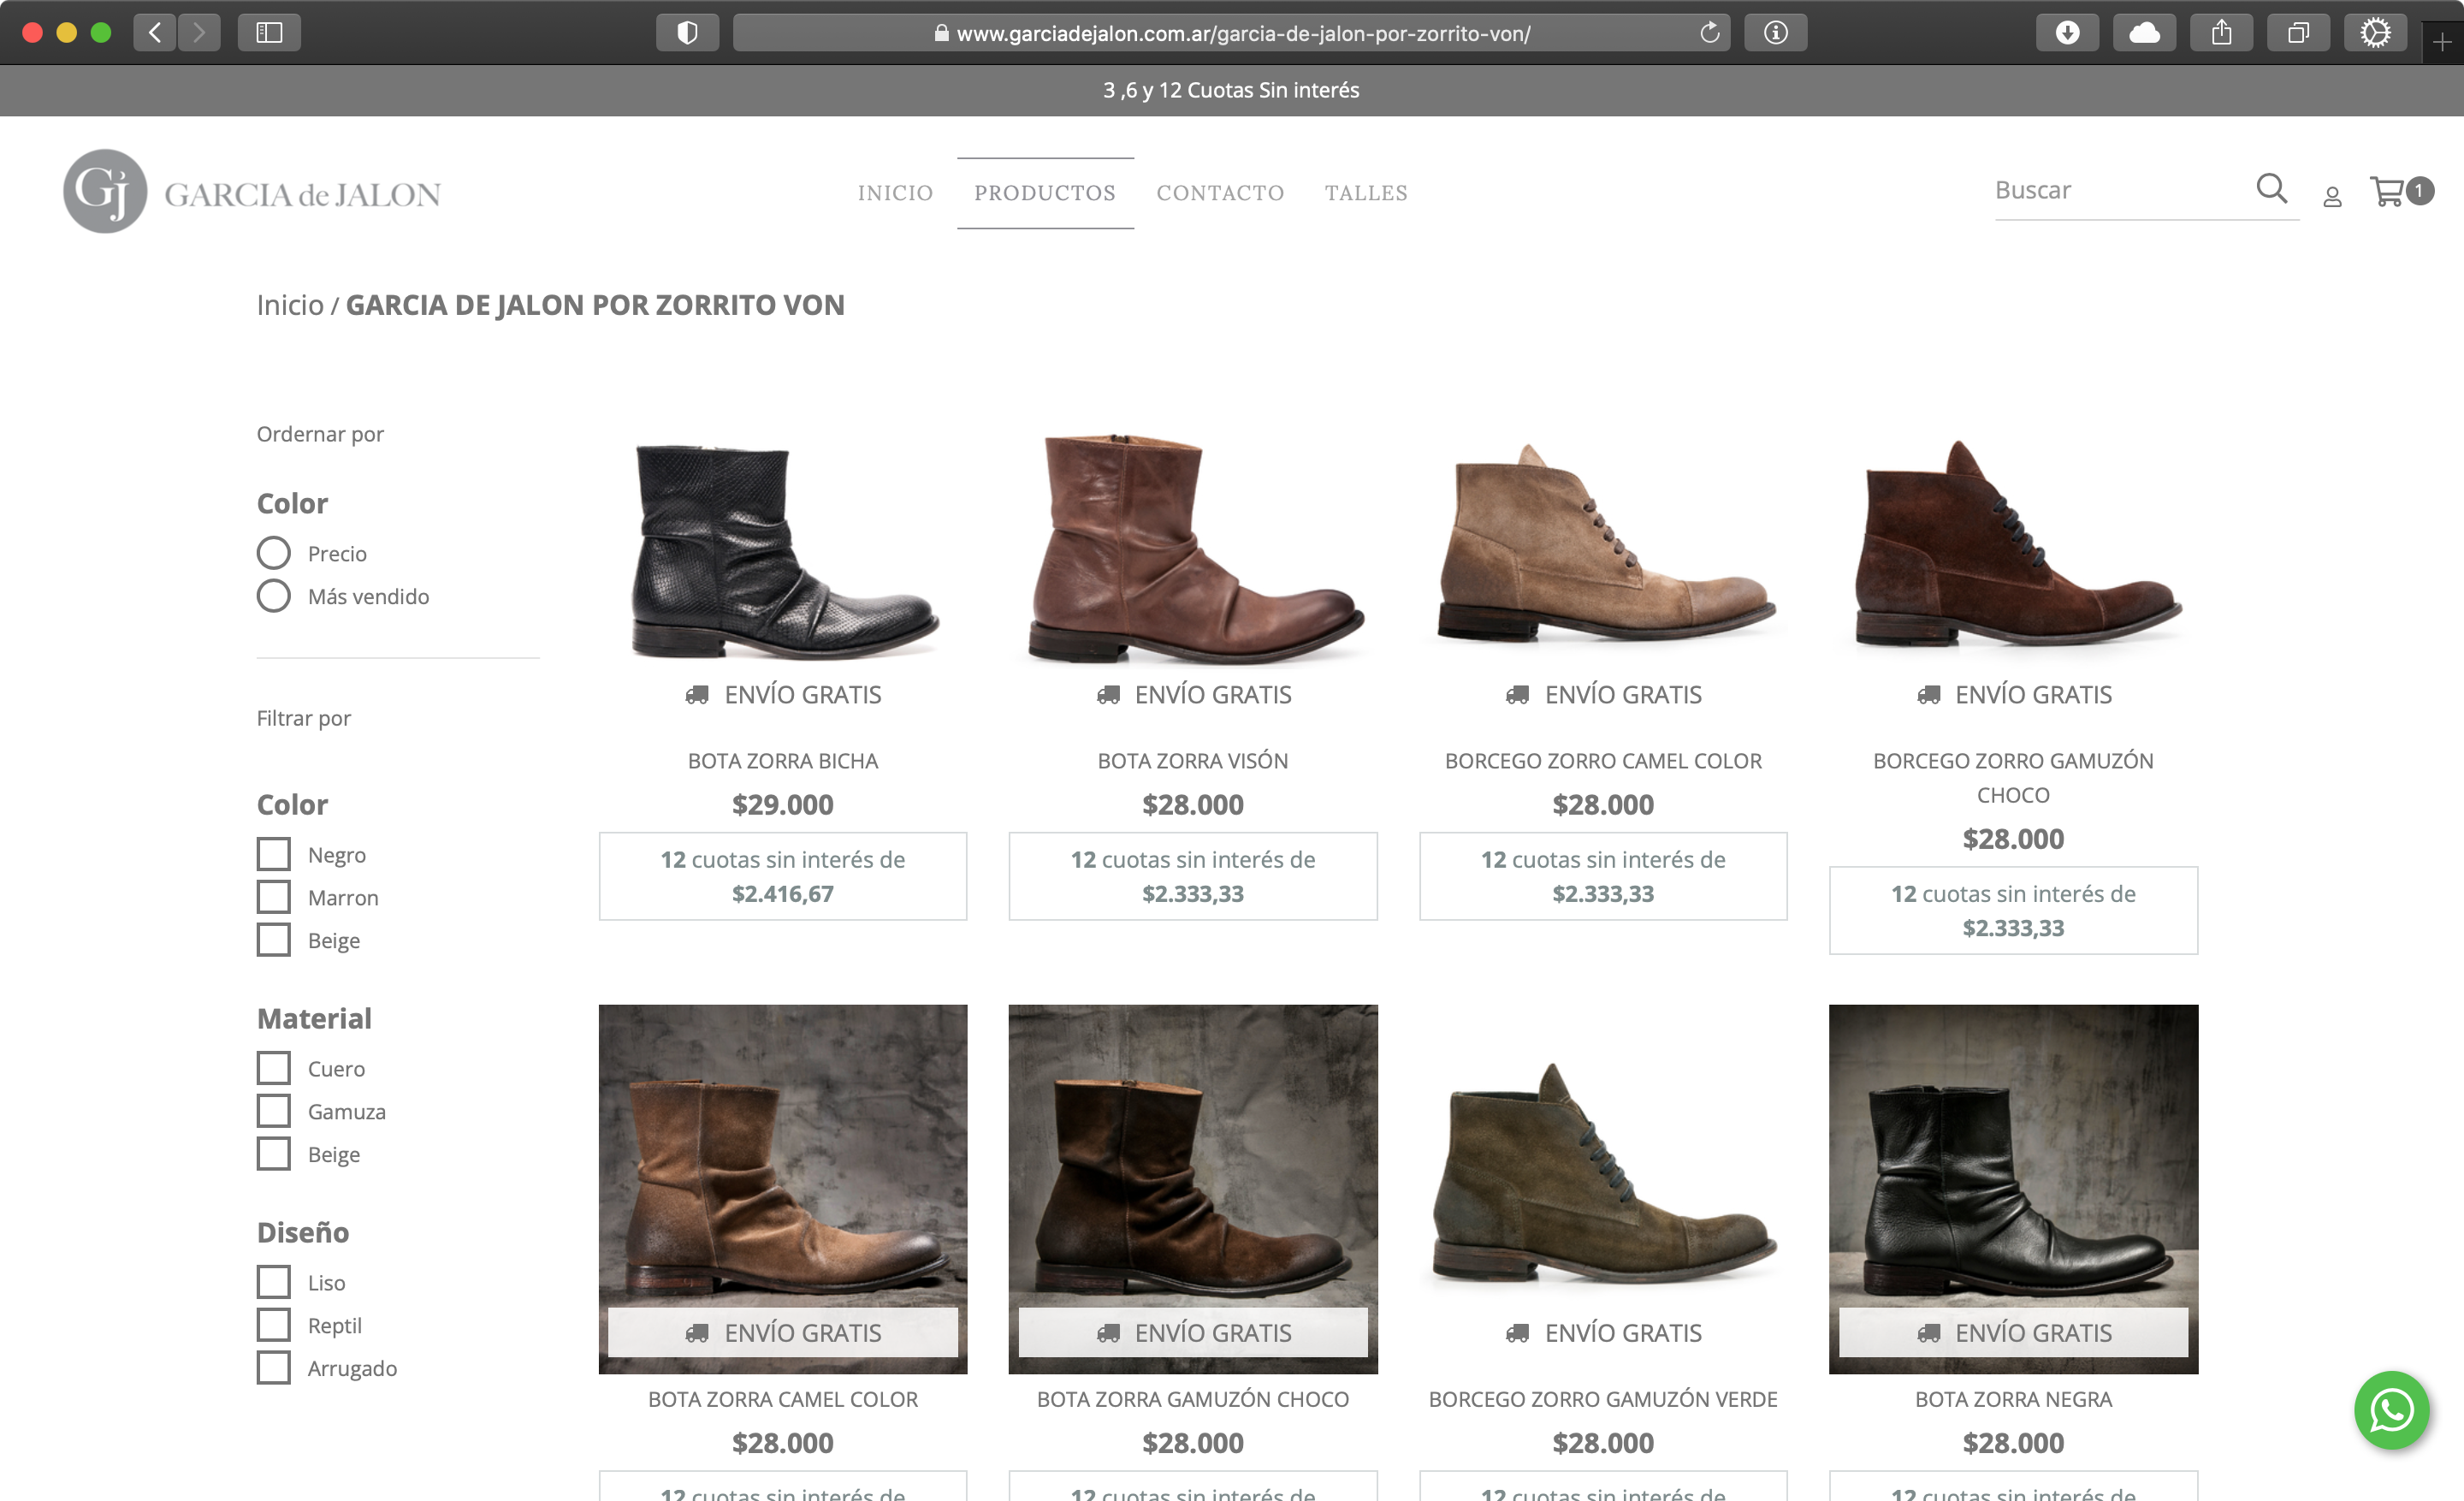 www.garciadejalon.com.ar/garcia-de-jalon-por-zorrito-von/
3 ,6 y 12 Cuotas Sin interés
Gj GARCIA de JALON
INICIO PRODUCTOS CONTACTO TALLES
Buscar
1
Inicio / GARCIA DE JALON POR ZORRITO VON
Ordernar por
Color
Precio
Más vendido
Filtrar por
Color
Negro
Marron
Beige
Material
Cuero
Gamuza
Beige
Diseño
Liso
Reptil
Arrugado
ENVÍO GRATIS
BOTA ZORRA BICHA
$29.000
12 cuotas sin interés de
$2.416,67
ENVÍO GRATIS
BOTA ZORRA VISÓN
$28.000
12 cuotas sin interés de
$2.333,33
ENVÍO GRATIS
BORCEGO ZORRO CAMEL COLOR
$28.000
12 cuotas sin interés de
$2.333,33
ENVÍO GRATIS
BORCEGO ZORRO GAMUZÓN
CHOCO
$28.000
12 cuotas sin interés de
$2.333,33
ENVÍO GRATIS
BOTA ZORRA CAMEL COLOR
$28.000
12 cuotas sin interés de
ENVÍO GRATIS
BOTA ZORRA GAMUZÓN CHOCO
$28.000
12 cuotas sin interés de
ENVÍO GRATIS
BORCEGO ZORRO GAMUZÓN VERDE
$28.000
12 cuotas sin interés de
ENVÍO GRATIS
BOTA ZORRA NEGRA
$28.000
12 cuotas sin interés de